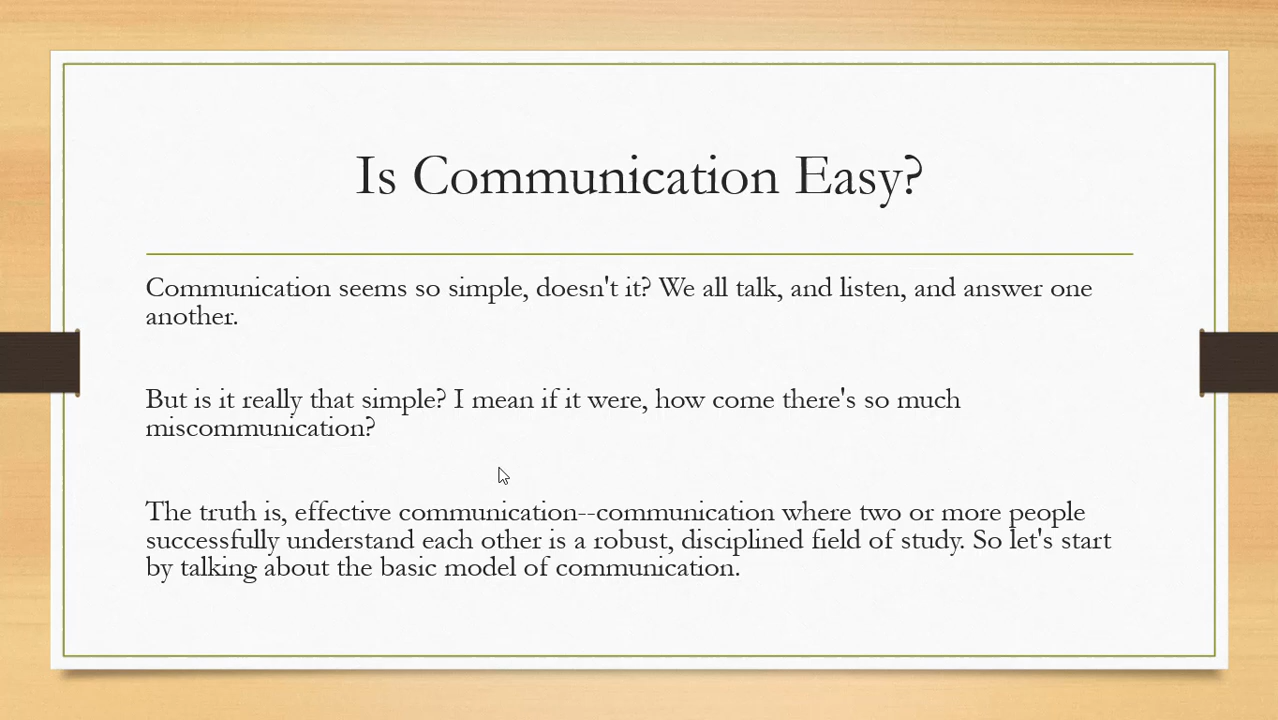 Is Communication Easy?
Communication seems so simple, doesn't it? We all talk, and listen, and answer one
another.
But is it really that simple? I mean if it were, how come there's so much
miscommunication?
The truth is, effective communication--communication where two or more people
successfully understand each other is a robust, disciplined field of study. So let's start
by talking about the basic model of communication.